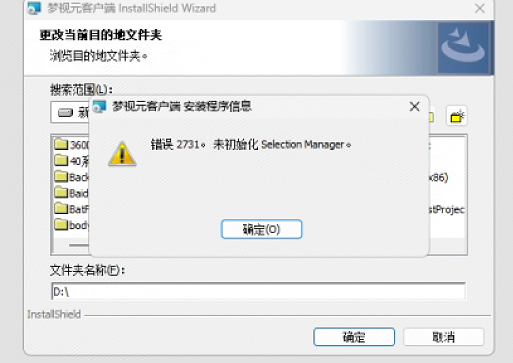 梦视元客户端 InstallShield Wizard
更改当前目的地文件夹
浏览目的地文件夹。
搜索范围(L):
新
梦视元客户端 安装程序信息
错误 2731。未初始化 Selection Manager。
确定(O)
360
40系
Back
x86)
Baid
BatP
stProjec
body
文件夹名称(F):
D:\
InstallShield
确定
取消